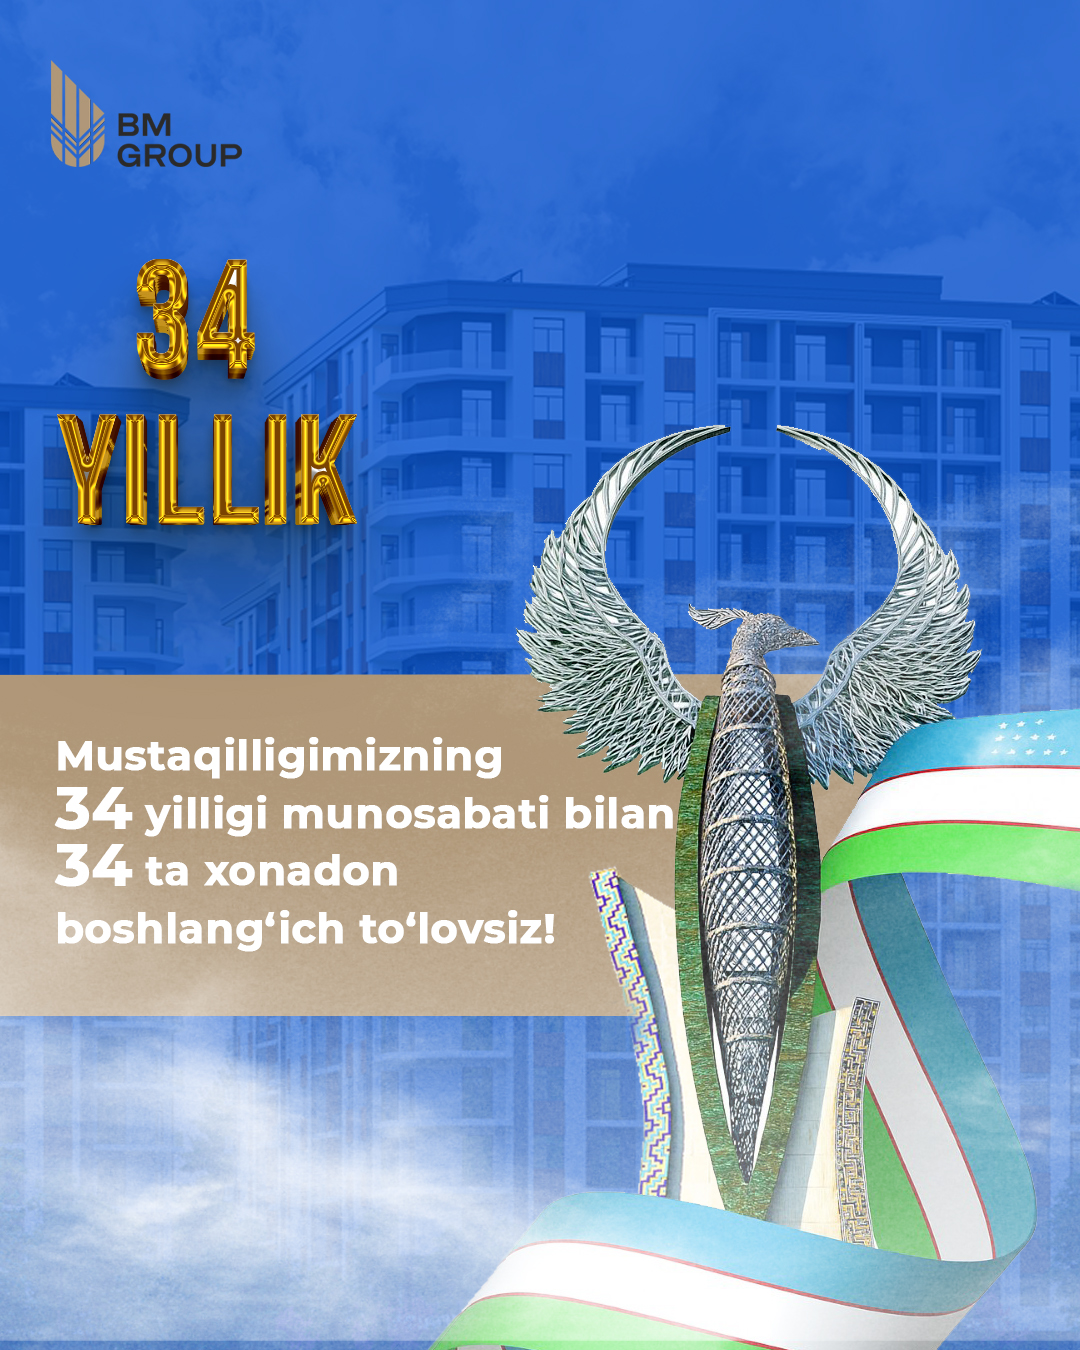 BM
GROUP
34
YILLIK
Mustaqilligimizning
34 yilligi munosabati bilan
34 ta xonadon
boshlang‘ich to‘lovsiz!